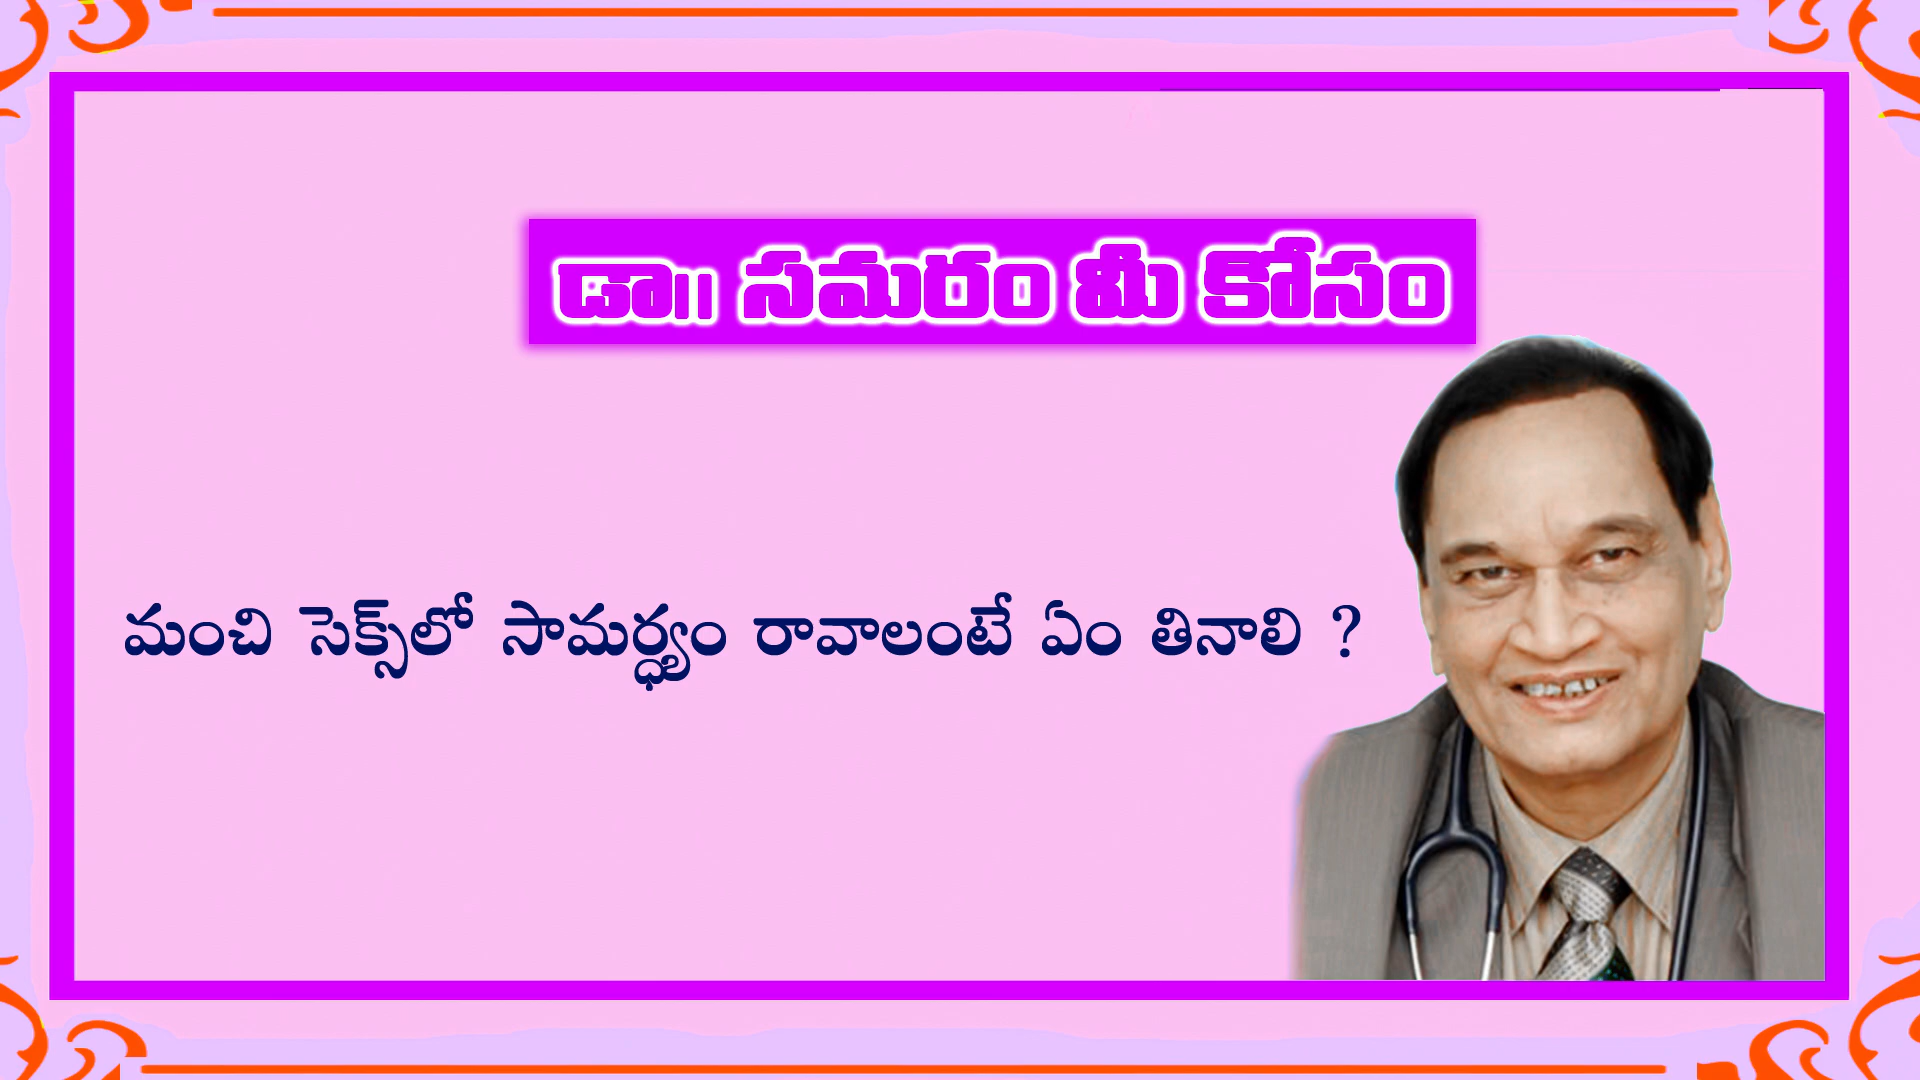 డా॥ సమరం మీ కోసం
మంచి సెక్స్‌లో సామర్ధ్యం రావాలంటే ఏం తినాలి ?